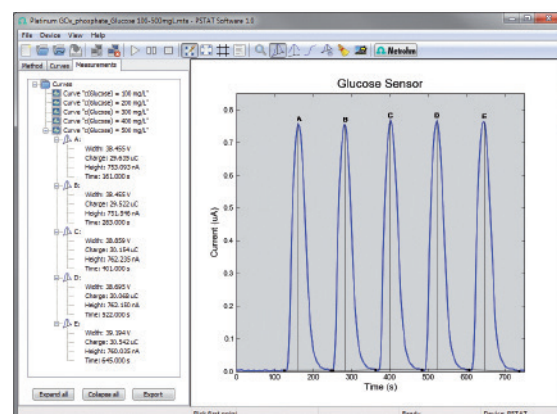 Platinum GOx_phosphate_Glucose 100-500mgL.mta - PSTAT Software 1.0
File Device View Help
Metrohm
Method Curves Measurements
Curves
Curve "c(Glucose) = 100 mg/L"
Curve "c(Glucose) = 200 mg/L"
Curve "c(Glucose) = 300 mg/L"
Curve "c(Glucose) = 400 mg/L"
Curve "c(Glucose) = 500 mg/L"
A:
Width: 38.455 V
Charge: 29.635 uC
Height: 753.093 nA
Time: 161.000 s
B:
Width: 38.455 V
Charge: 29.522 uC
Height: 751.546 nA
Time: 283.000 s
C:
Width: 38.859 V
Charge: 30.154 uC
Height: 762.235 nA
Time: 401.000 s
D:
Width: 38.695 V
Charge: 30.068 uC
Height: 762.150 nA
Time: 522.000 s
E:
Width: 39.394 V
Charge: 30.542 uC
Height: 760.035 nA
Time: 645.000 s
Expand all Collapse all Export
Glucose Sensor
A B C D E
Current (uA)
0.8
0.7
0.6
0.5
0.4
0.3
0.2
0.1
0.0
0 100 200 300 400 500 600 700
Time (s)